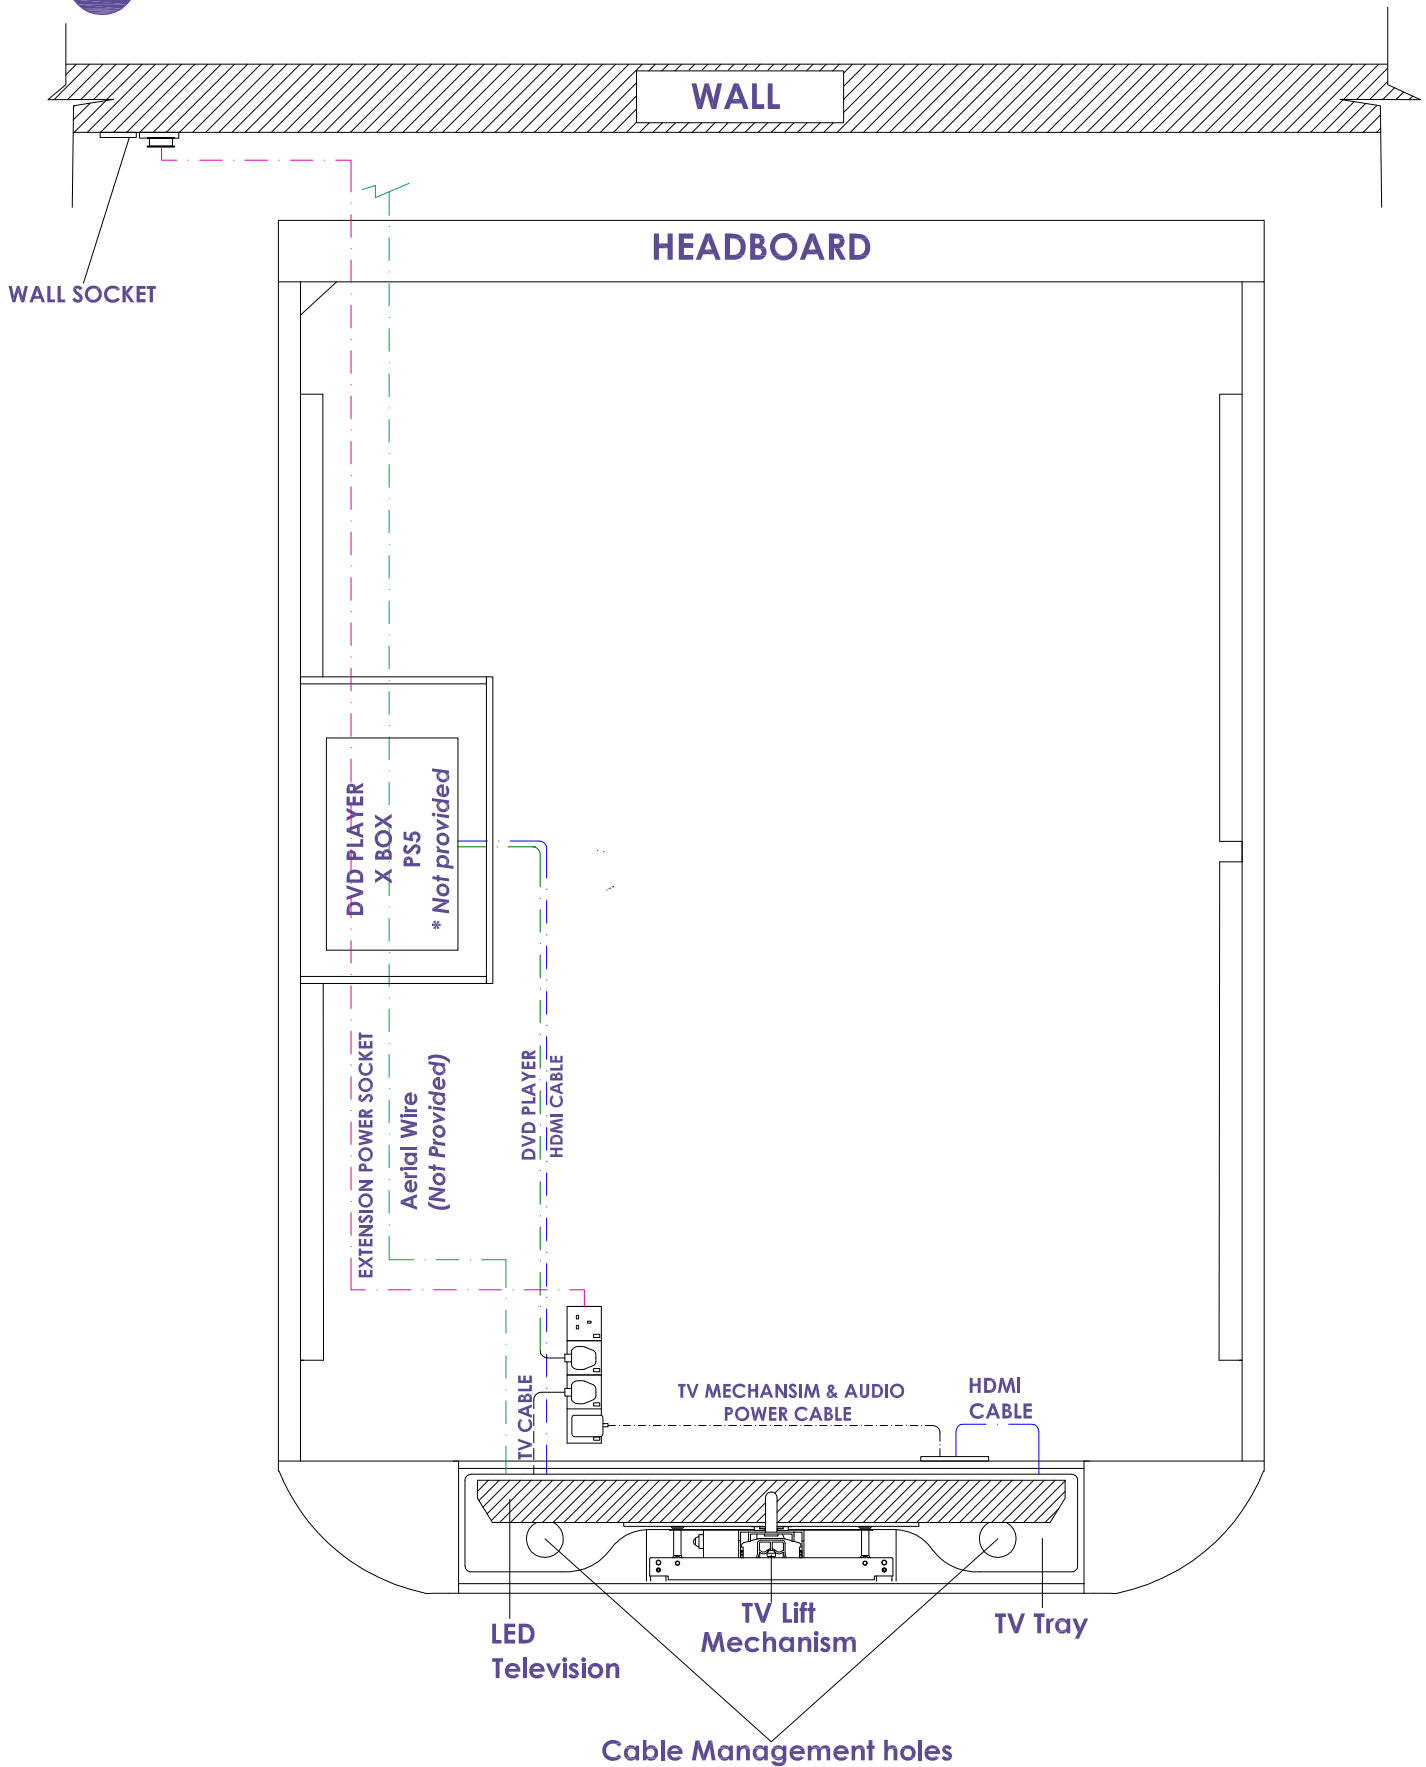 WALL
HEADBOARD
WALL SOCKET
DVD PLAYER
X BOX
PS5
* Not provided
EXTENSION POWER SOCKET
Aerial Wire
(Not Provided)
DVD PLAYER
HDMI CABLE
TV CABLE
TV MECHANSIM & AUDIO
POWER CABLE
HDMI
CABLE
LED
Television
TV Lift
Mechanism
TV Tray
Cable Management holes